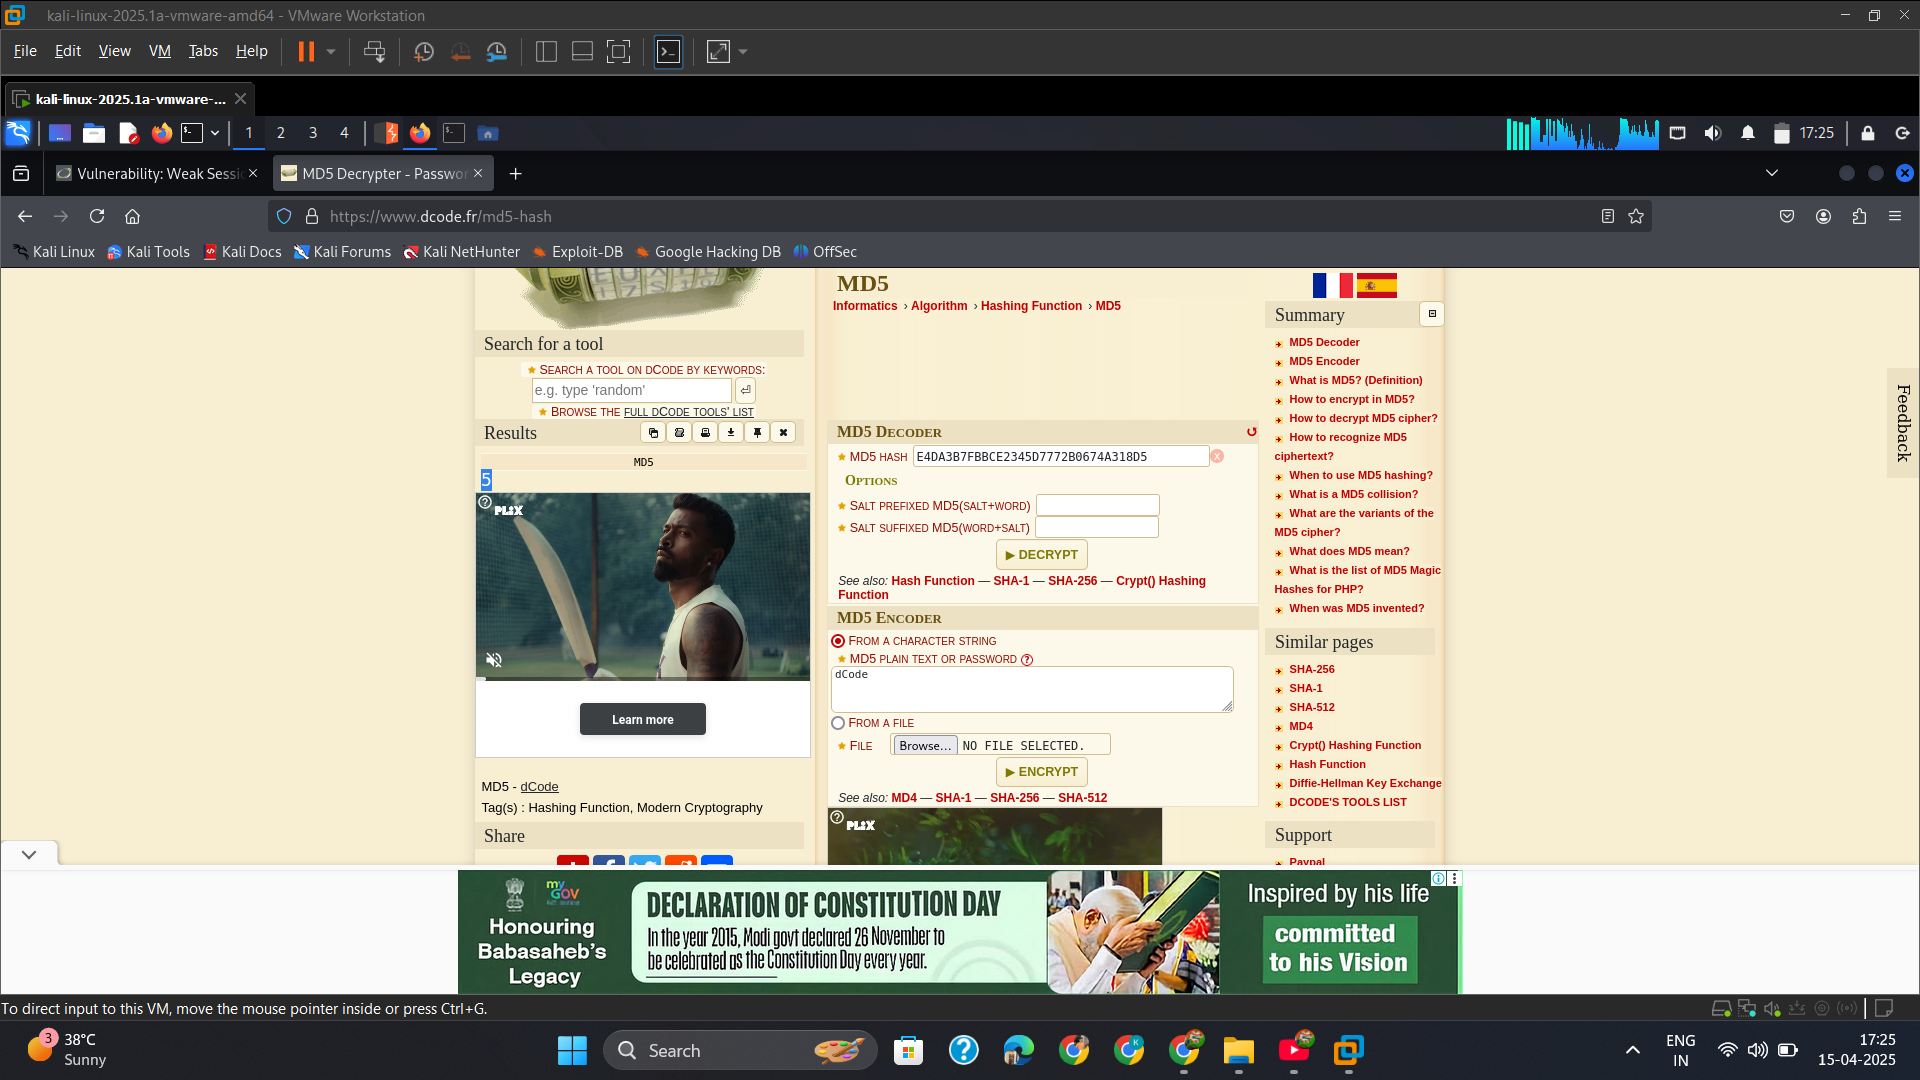 kali-linux-2025.1a-vmware-amd64 - VMware Workstation
File Edit View VM Tabs Help
kali-linux-2025.1a-vmware-...
1 2 3 4
17:25
Vulnerability: Weak Sessi
MD5 Decrypter - Passwor
https://www.dcode.fr/md5-hash
Kali Linux Kali Tools Kali Docs Kali Forums Kali NetHunter Exploit-DB Google Hacking DB OffSec
Search for a tool
Search a tool on dCode by keywords:
e.g. type 'random'
Browse the full dCode tools' list
Results
MD5
5
PLIX
Learn more
MD5 - dCode
Tag(s) : Hashing Function, Modern Cryptography
Share
MD5
Informatics › Algorithm › Hashing Function › MD5
MD5 Decoder
MD5 hash E4DA3B7FBBCE2345D7772B0674A318D5
Options
Salt prefixed MD5(salt+word)
Salt suffixed MD5(word+salt)
▶ DECRYPT
See also: Hash Function — SHA-1 — SHA-256 — Crypt() Hashing
Function
MD5 Encoder
From a character string
MD5 plain text or password
dCode
From a file
File Browse... NO FILE SELECTED.
▶ ENCRYPT
See also: MD4 — SHA-1 — SHA-256 — SHA-512
PLIX
Summary
MD5 Decoder
MD5 Encoder
What is MD5? (Definition)
How to encrypt in MD5?
How to decrypt MD5 cipher?
How to recognize MD5
ciphertext?
When to use MD5 hashing?
What is a MD5 collision?
What are the variants of the
MD5 cipher?
What does MD5 mean?
What is the list of MD5 Magic
Hashes for PHP?
When was MD5 invented?
Similar pages
SHA-256
SHA-1
SHA-512
MD4
Crypt() Hashing Function
Hash Function
Diffie-Hellman Key Exchange
DCODE'S TOOLS LIST
Support
Paypal
Feedback
my
GOV
Honouring
Babasaheb's
Legacy
DECLARATION OF CONSTITUTION DAY
In the year 2015, Modi govt declared 26 November to
be celebrated as the Constitution Day every year.
Inspired by his life
committed
to his Vision
To direct input to this VM, move the mouse pointer inside or press Ctrl+G.
3
38°C
Sunny
Search
ENG
IN
17:25
15-04-2025